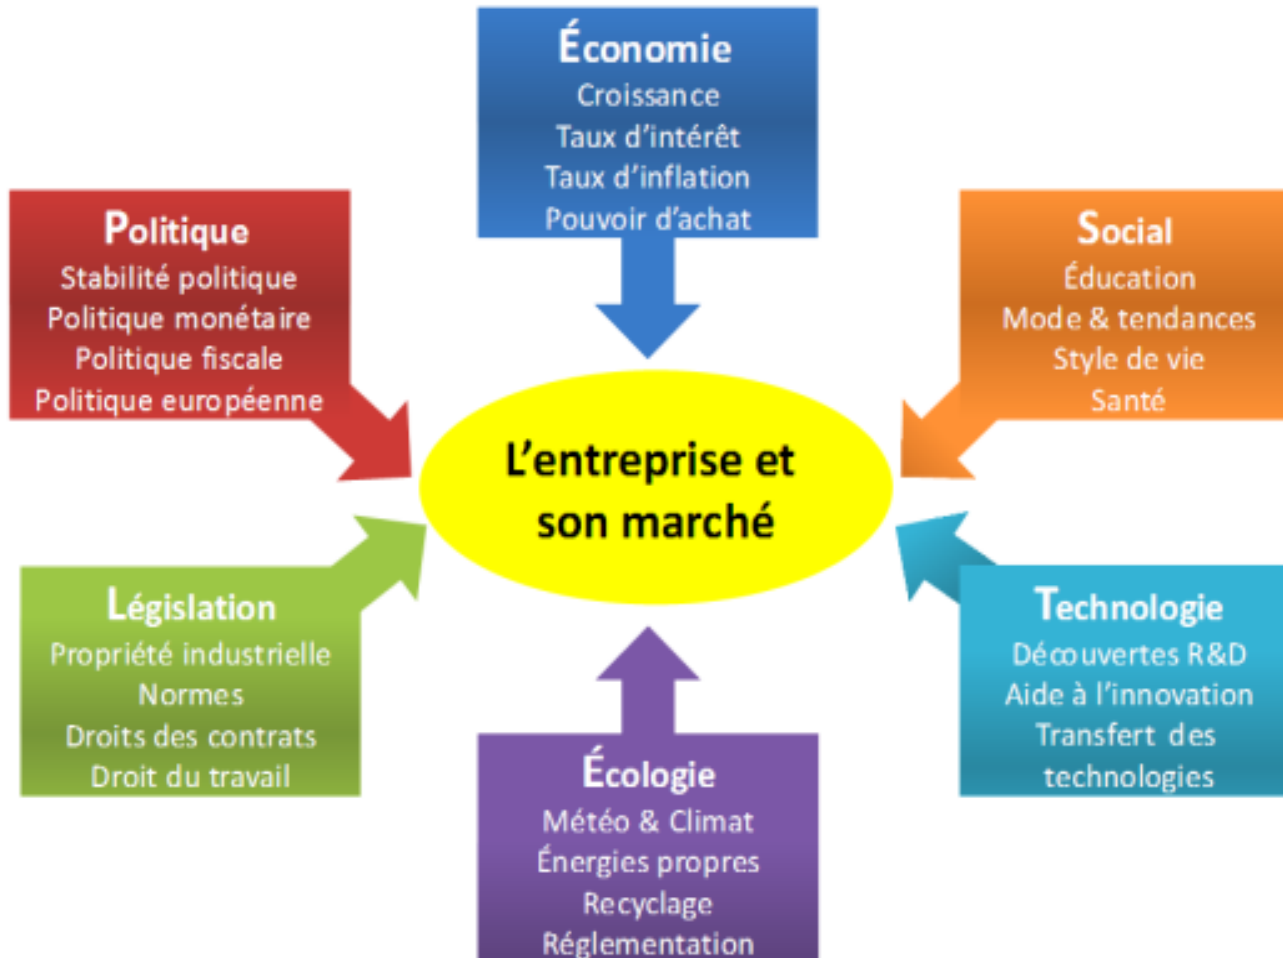 Économie
Croissance
Taux d'intérêt
Taux d'inflation
Pouvoir d'achat
Politique
Stabilité politique
Politique monétaire
Politique fiscale
Politique européenne
Social
Éducation
Mode & tendances
Style de vie
Santé
L'entreprise et
son marché
Législation
Propriété industrielle
Normes
Droits des contrats
Droit du travail
Technologie
Découvertes R&D
Aide à l'innovation
Transfert des
technologies
Écologie
Météo & Climat
Énergies propres
Recyclage
Réglementation